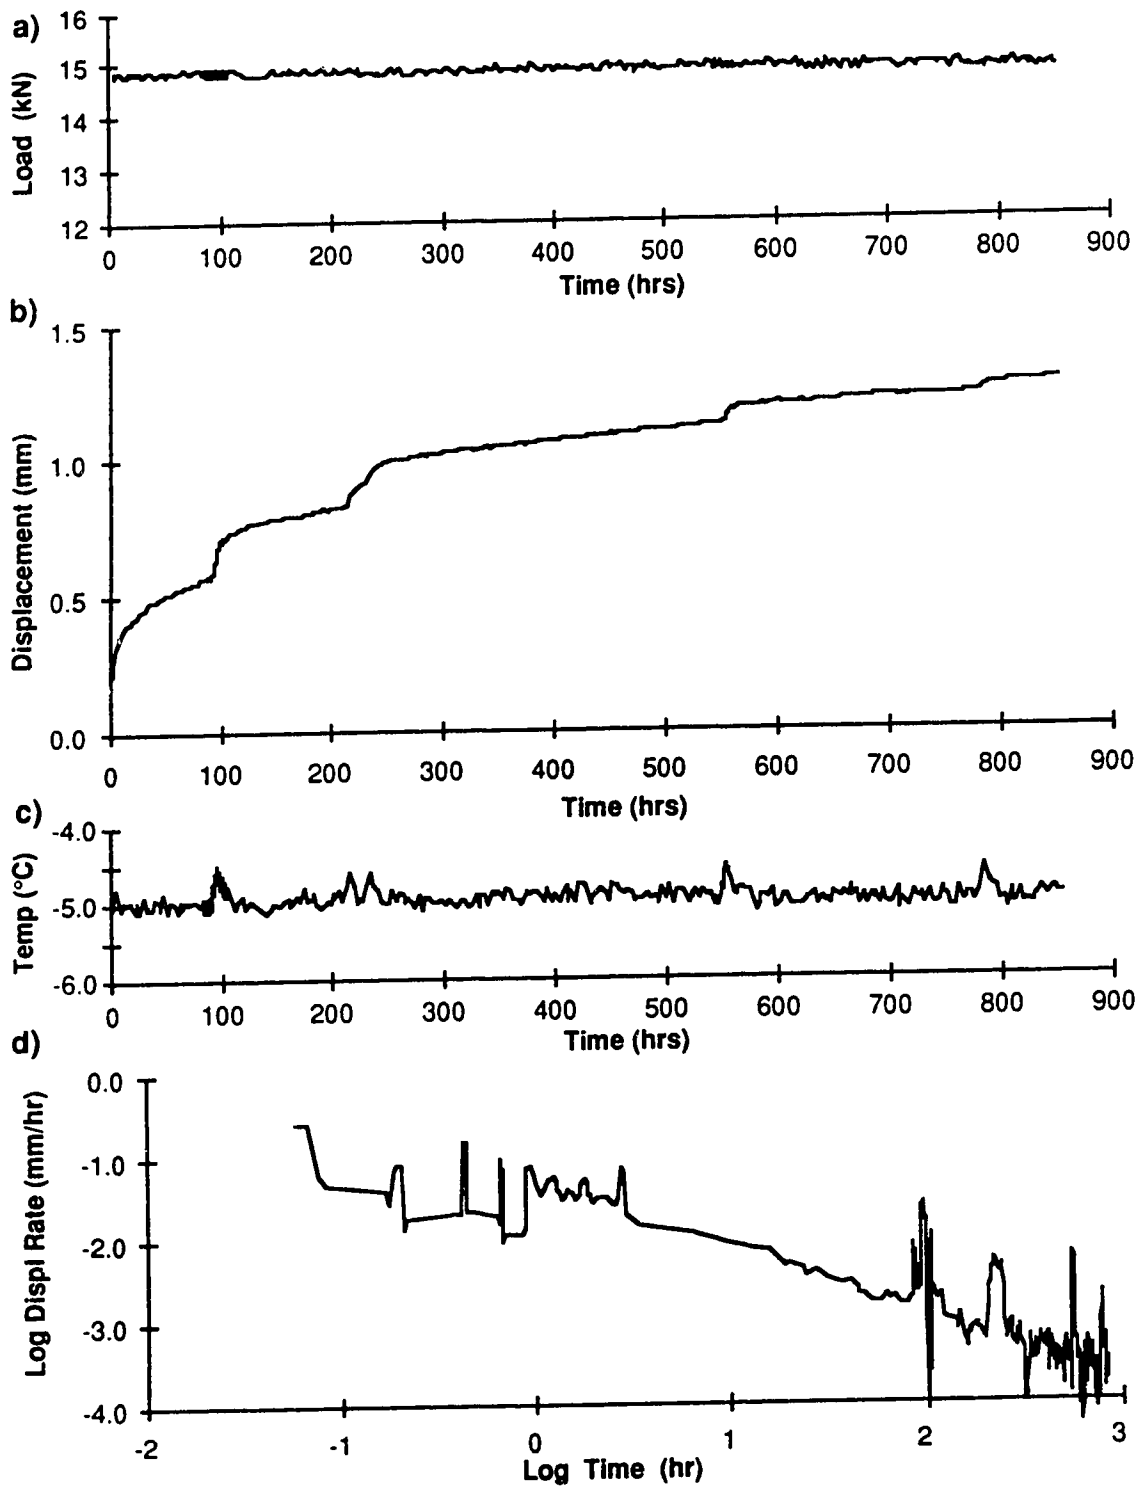 a)
16
15
14
13
12
Load (kN)
0 100 200 300 400 500 600 700 800 900
Time (hrs)
b)
1.5
1.0
0.5
0.0
Displacement (mm)
0 100 200 300 400 500 600 700 800 900
Time (hrs)
c)
-4.0
-5.0
-6.0
Temp (°C)
0 100 200 300 400 500 600 700 800 900
Time (hrs)
d)
0.0
-1.0
-2.0
-3.0
-4.0
Log Displ Rate (mm/hr)
-2 -1 0 1 2 3
Log Time (hr)